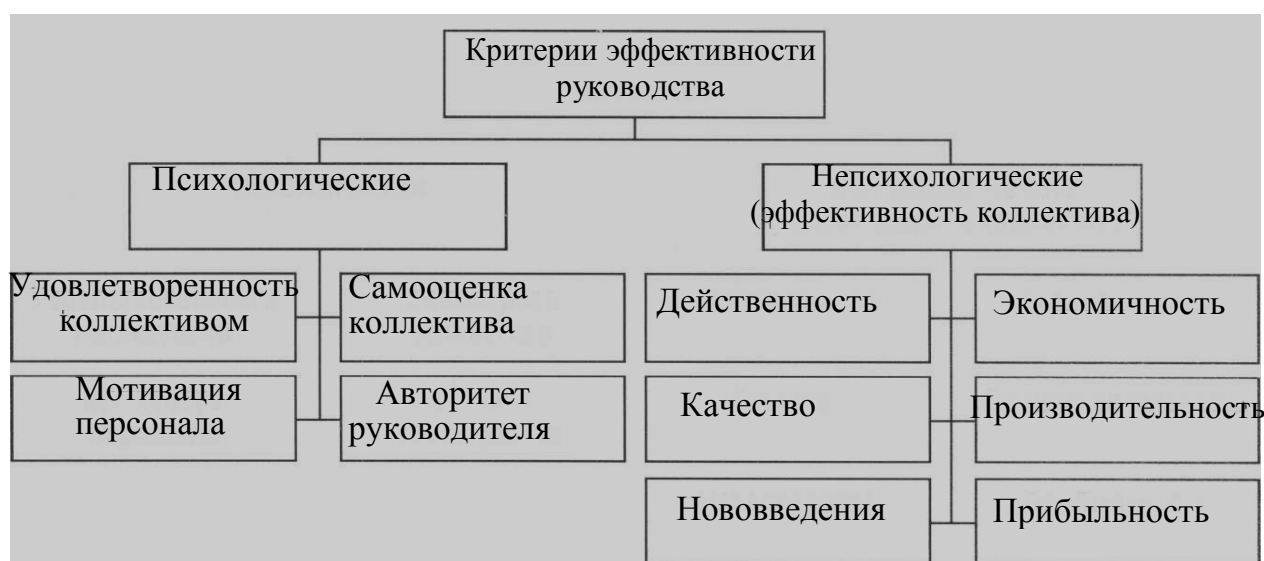 Критерии эффективности
руководства
Психологические
Непсихологические
(эффективность коллектива)
Удовлетворенность
коллективом
Самооценка
коллектива
Действенность
Экономичность
Мотивация
персонала
Авторитет
руководителя
Качество
Производительность
Нововведения
Прибыльность